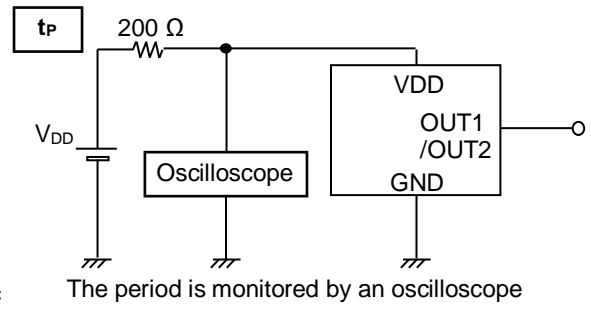 tP
200 Ω
VDD
VDD
OUT1
/OUT2
Oscilloscope
GND
The period is monitored by an oscilloscope